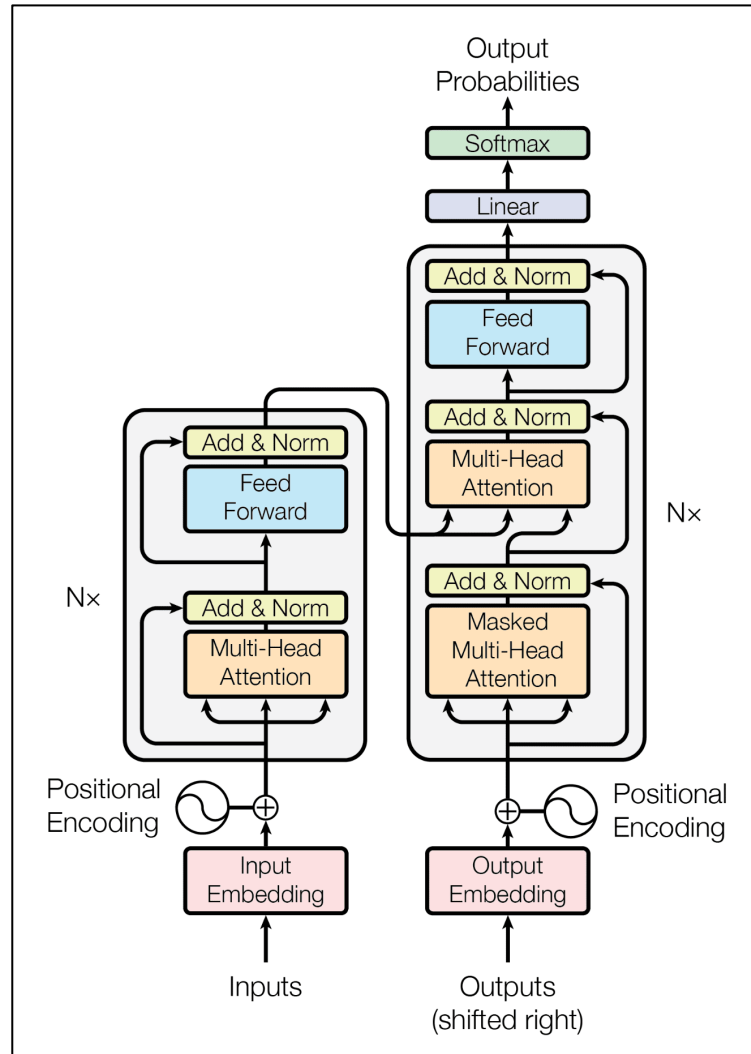 Output
Probabilities
Softmax
Linear
Add & Norm
Feed
Forward
Add & Norm
Multi-Head
Attention
Add & Norm
Masked
Multi-Head
Attention
Nx
Add & Norm
Feed
Forward
Add & Norm
Multi-Head
Attention
Nx
Positional
Encoding
Positional
Encoding
Input
Embedding
Output
Embedding
Inputs
Outputs
(shifted right)